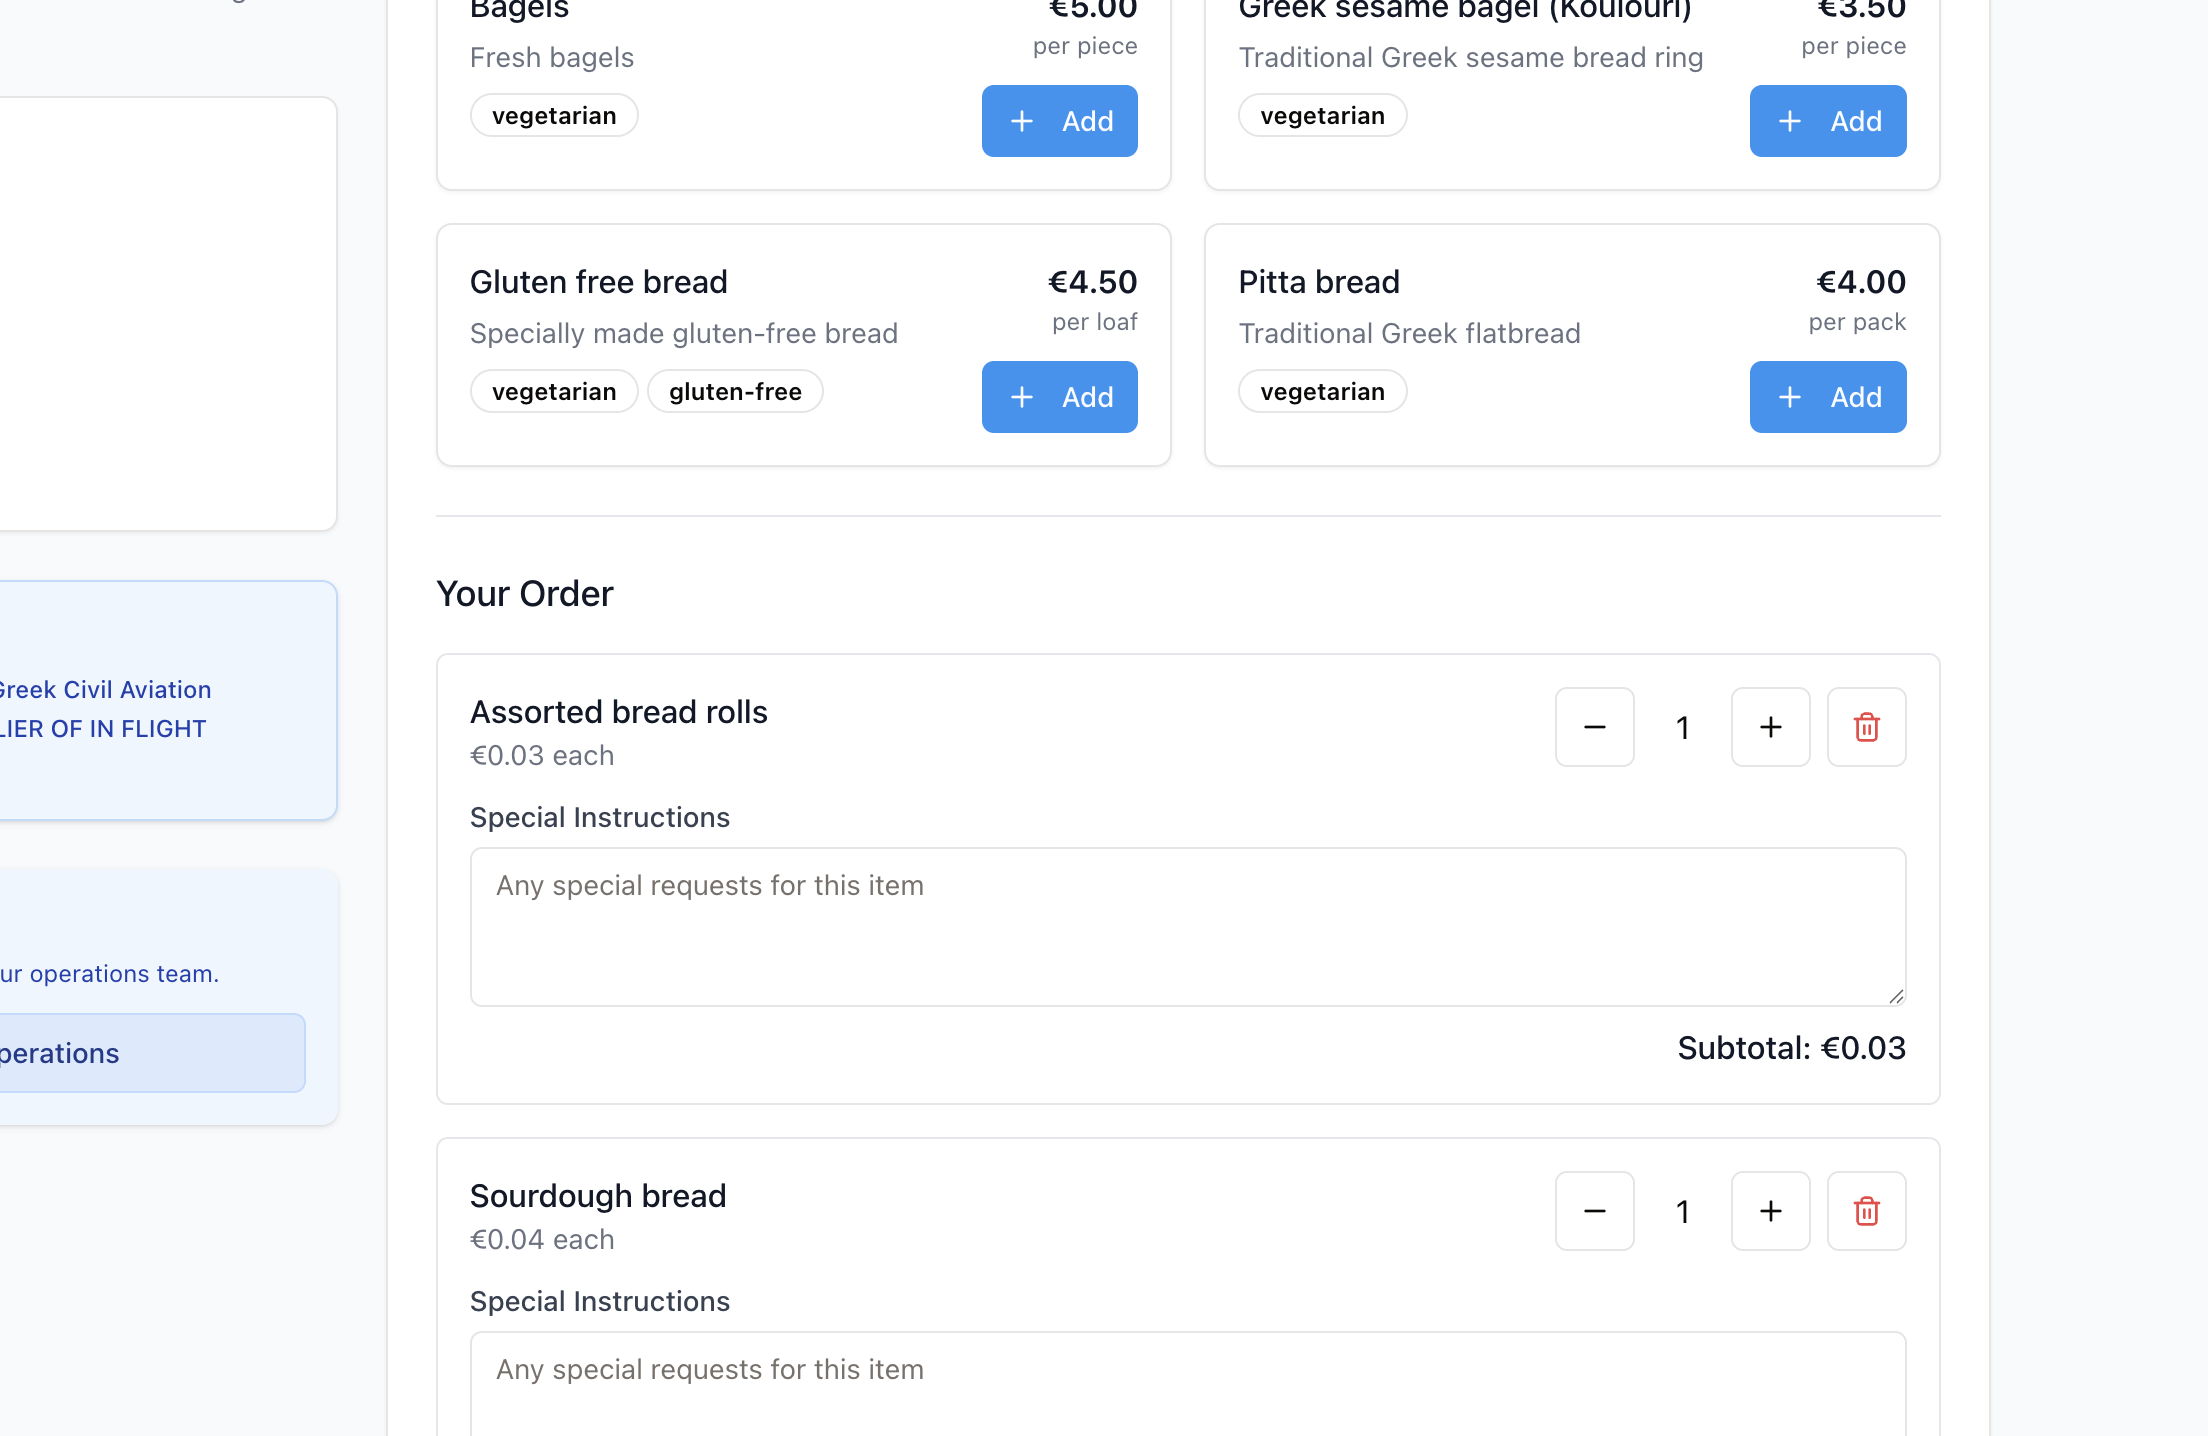 Bagels
€5.00
Fresh bagels
per piece
vegetarian
+ Add
Greek sesame bagel (Koulouri)
€3.50
Traditional Greek sesame bread ring
per piece
vegetarian
+ Add
Gluten free bread
€4.50
Specially made gluten-free bread
per loaf
vegetarian
gluten-free
+ Add
Pitta bread
€4.00
Traditional Greek flatbread
per pack
vegetarian
+ Add
Greek Civil Aviation
LIER OF IN FLIGHT
ur operations team.
perations
Your Order
Assorted bread rolls
€0.03 each
− 1 +
Special Instructions
Any special requests for this item
Subtotal: €0.03
Sourdough bread
€0.04 each
− 1 +
Special Instructions
Any special requests for this item